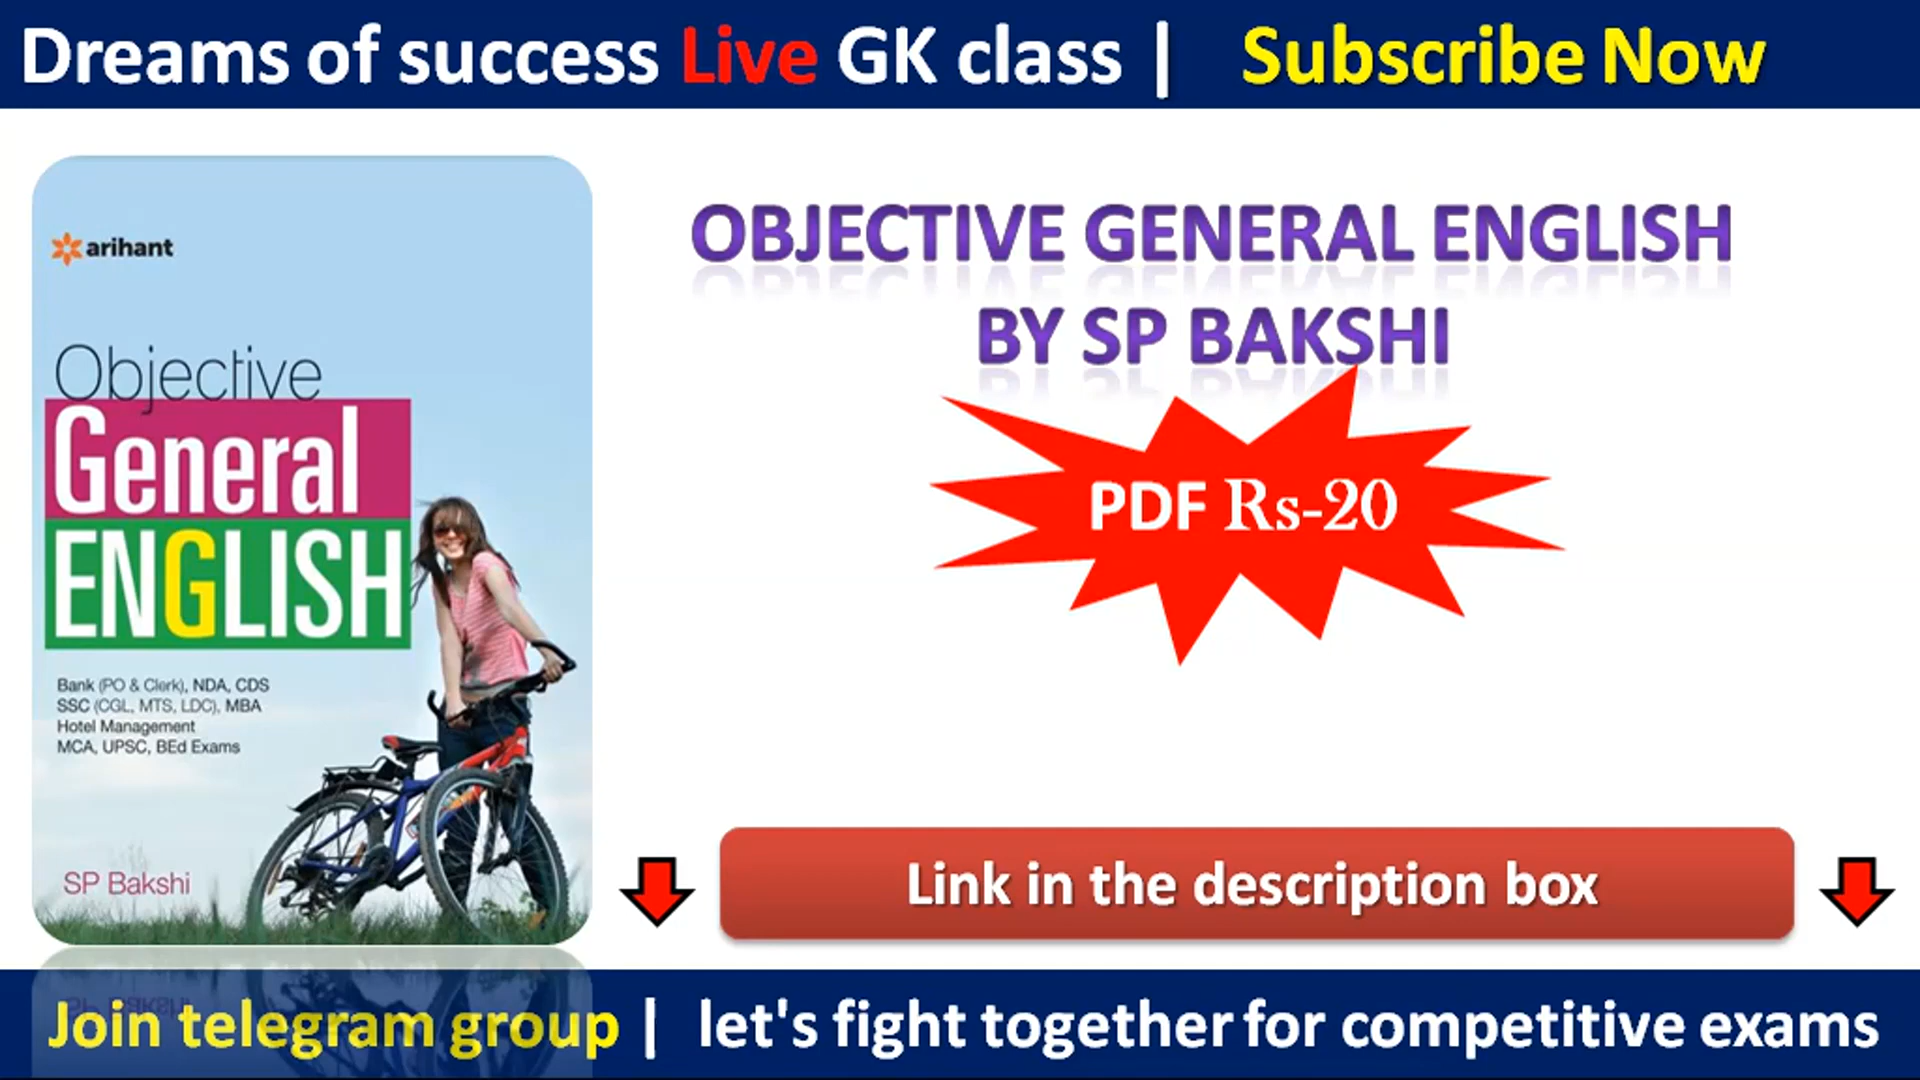 Dreams of success Live GK class | Subscribe Now
arihant
Objective
General
ENGLISH
Bank (PO & Clerk), NDA, CDS
SSC (CGL, MTS, LDC), MBA
Hotel Management
MCA, UPSC, BEd Exams
SP Bakshi
OBJECTIVE GENERAL ENGLISH
BY SP BAKSHI
PDF Rs-20
Link in the description box
Join telegram group | let's fight together for competitive exams